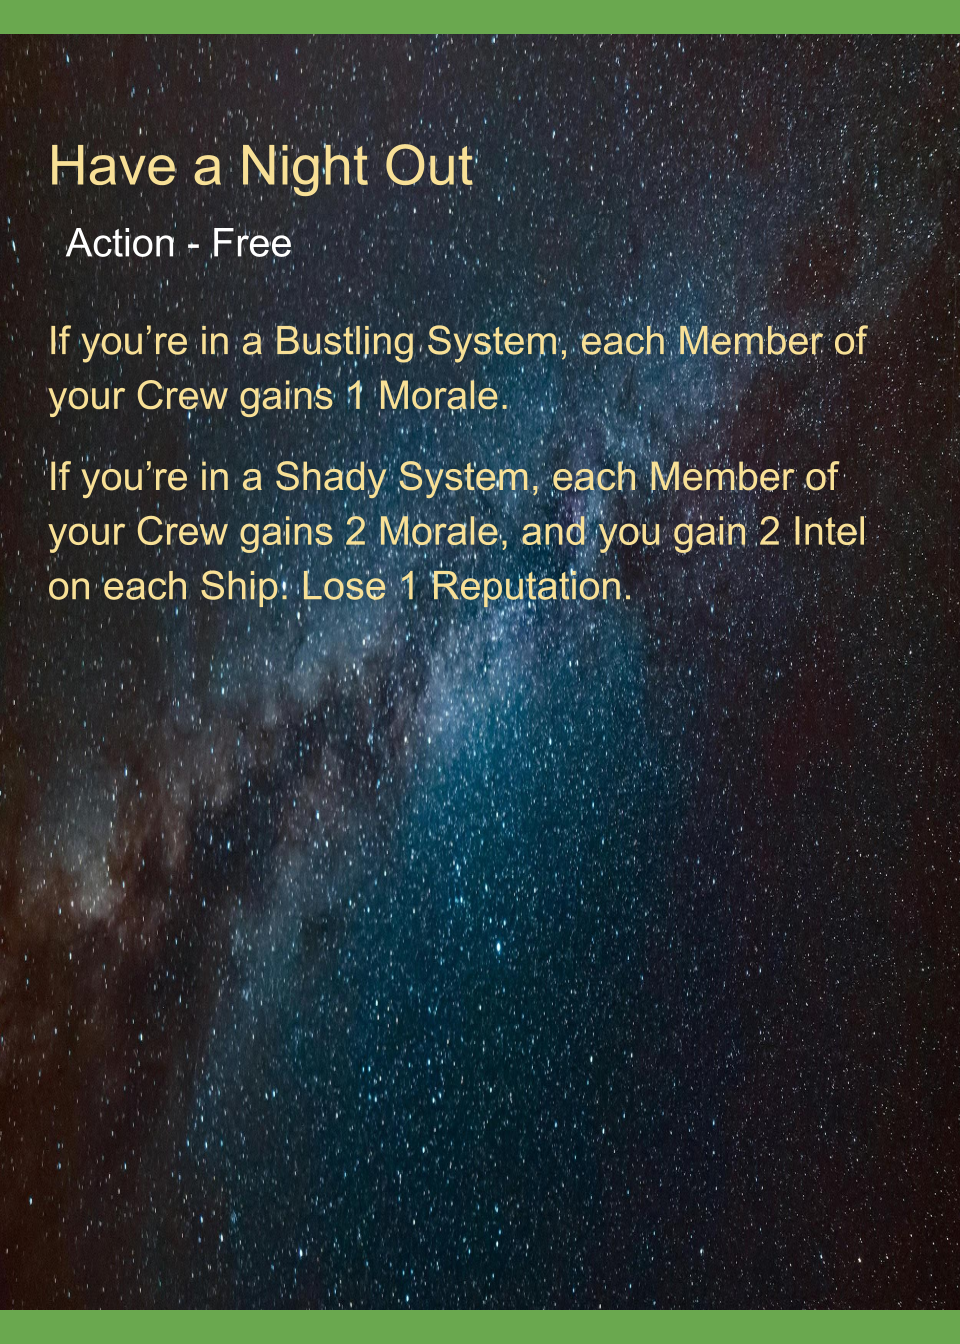 Have a Night Out
Action - Free
If you’re in a Bustling System, each Member of
your Crew gains 1 Morale.
If you’re in a Shady System, each Member of
your Crew gains 2 Morale, and you gain 2 Intel
on each Ship. Lose 1 Reputation.